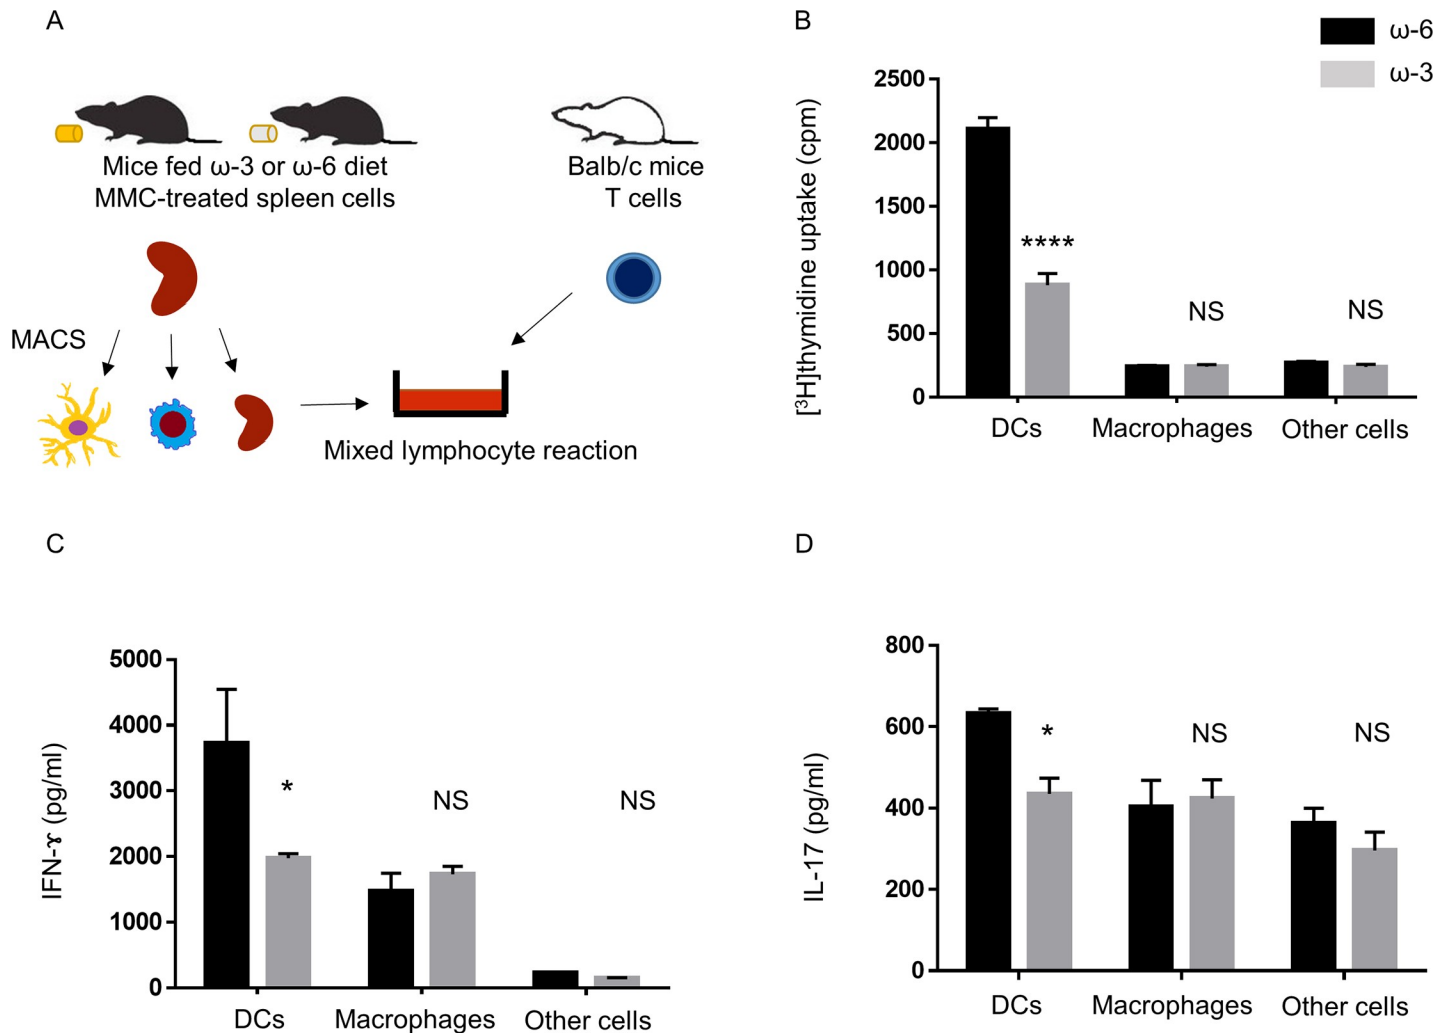 A
Mice fed ω-3 or ω-6 diet
MMC-treated spleen cells
Balb/c mice
T cells
MACS
Mixed lymphocyte reaction
B
ω-6
ω-3
[³H]thymidine uptake (cpm)
2500
2000
1500
1000
500
0
****
NS
NS
DCs
Macrophages
Other cells
C
IFN-ɤ (pg/ml)
5000
4000
3000
2000
1000
0
*
NS
NS
DCs
Macrophages
Other cells
D
IL-17 (pg/ml)
800
600
400
200
0
*
NS
NS
DCs
Macrophages
Other cells